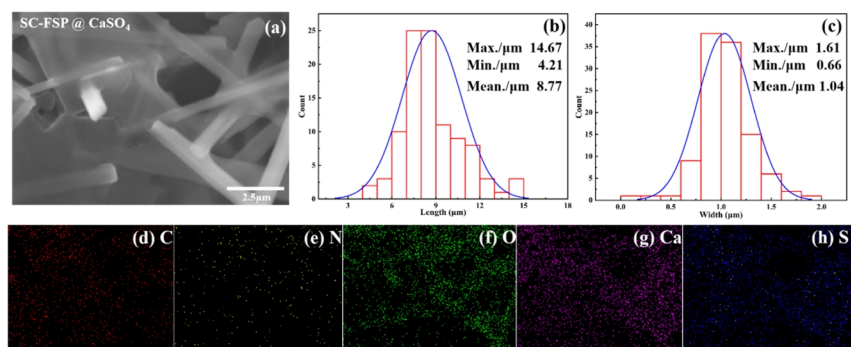 SC-FSP @ CaSO₄
(a)
2.5μm
(b)
Max./μm 14.67
Min./μm 4.21
Mean./μm 8.77
Count
25
20
15
10
5
0
3 6 9 12 15 18
Length (μm)
(c)
Max./μm 1.61
Min./μm 0.66
Mean./μm 1.04
Count
40
35
30
25
20
15
10
5
0
0.0 0.5 1.0 1.5 2.0
Width (μm)
(d) C
(e) N
(f) O
(g) Ca
(h) S